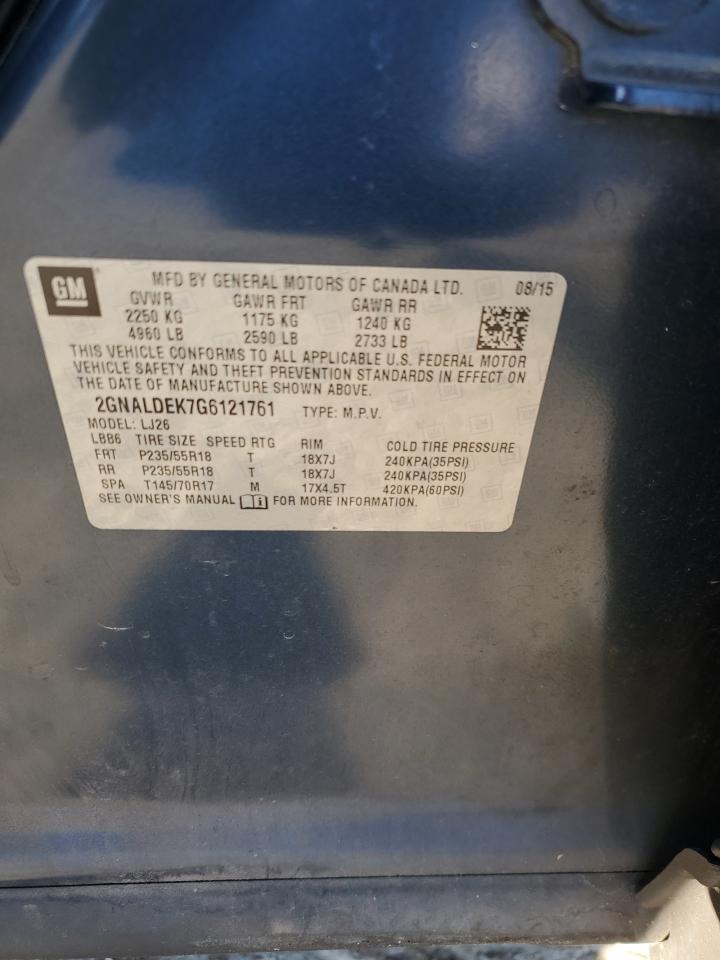 GM MFD BY GENERAL MOTORS OF CANADA LTD. 08/15
GVWR GAWR FRT GAWR RR
2250 KG 1175 KG 1240 KG
4960 LB 2590 LB 2733 LB
THIS VEHICLE CONFORMS TO ALL APPLICABLE U.S. FEDERAL MOTOR
VEHICLE SAFETY AND THEFT PREVENTION STANDARDS IN EFFECT ON
THE DATE OF MANUFACTURE SHOWN ABOVE.
2GNALDEK7G6121761 TYPE: M.P.V.
MODEL: LJ26
LBB6 TIRE SIZE SPEED RTG RIM COLD TIRE PRESSURE
FRT P235/55R18 T 18X7J 240KPA(35PSI)
RR P235/55R18 T 18X7J 240KPA(35PSI)
SPA T145/70R17 M 17X4.5T 420KPA(60PSI)
SEE OWNER'S MANUAL i FOR MORE INFORMATION.